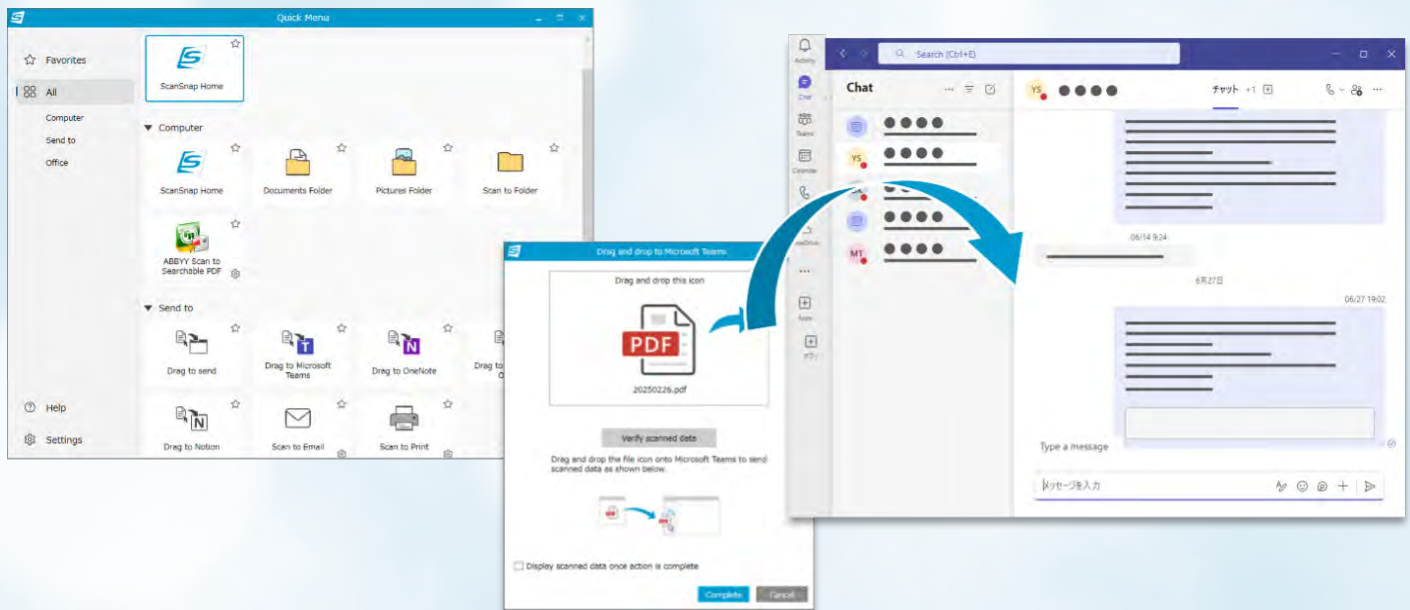 Quick Menu
Favorites
All
Computer
Send to
Office
Help
Settings
ScanSnap Home
Computer
ScanSnap Home
Documents Folder
Pictures Folder
Scan to Folder
ABBYY Scan to
Searchable PDF
Send to
Drag to send
Drag to Microsoft
Teams
Drag to OneNote
Drag to
Drag to Notion
Scan to Email
Scan to Print
Drag and drop to Microsoft Teams
Drag and drop this icon
PDF
20250226.pdf
Verify scanned data
Drag and drop the file icon onto Microsoft Teams to send
scanned data as shown below.
Display scanned data once action is complete
Complete
Cancel
Search (Ctrl+E)
Activity
Chat
Teams
Calendar
Chat
YS
MT
YS
チャット +1
06/14 9:24
6月27日
06/27 19:02
Type a message
メッセージを入力